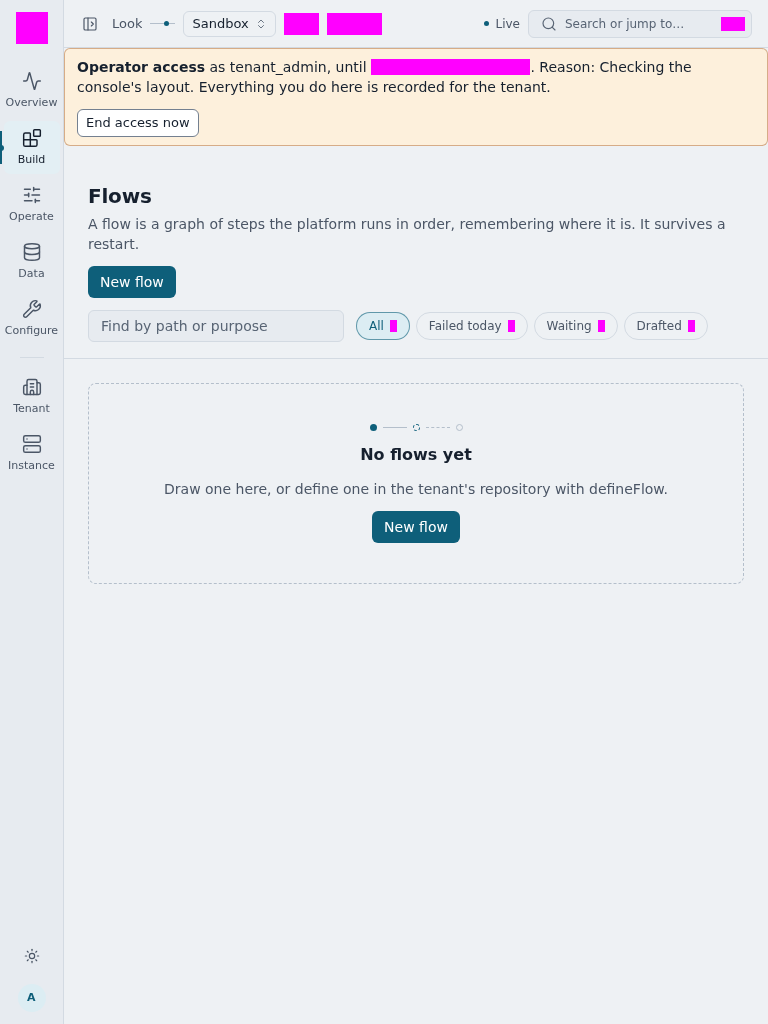 Look
Sandbox
Live
Search or jump to…
Overview
Build
Operate
Data
Configure
Tenant
Instance
A
Operator access as tenant_admin, until . Reason: Checking the
console's layout. Everything you do here is recorded for the tenant.
End access now
Flows
A flow is a graph of steps the platform runs in order, remembering where it is. It survives a
restart.
New flow
Find by path or purpose
All
Failed today
Waiting
Drafted
No flows yet
Draw one here, or define one in the tenant's repository with defineFlow.
New flow